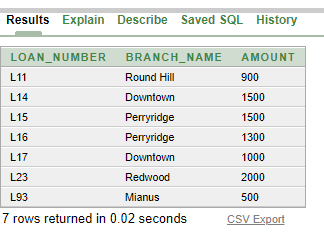 Results Explain Describe Saved SQL History
LOAN_NUMBER BRANCH_NAME AMOUNT
L11 Round Hill 900
L14 Downtown 1500
L15 Perryridge 1500
L16 Perryridge 1300
L17 Downtown 1000
L23 Redwood 2000
L93 Mianus 500
7 rows returned in 0.02 seconds CSV Export